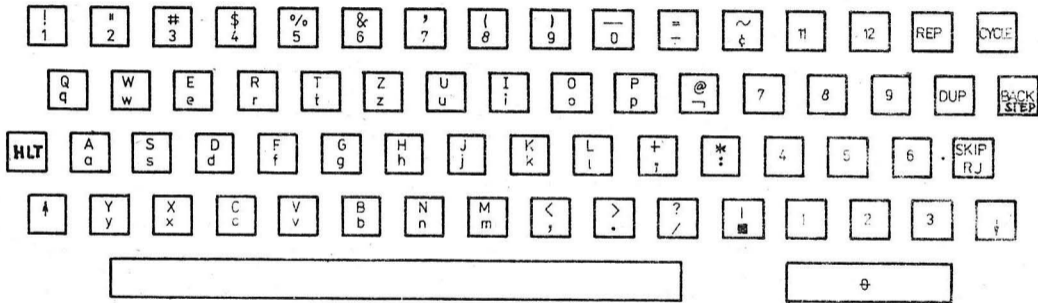 ! " # $ % & ' ( ) — = ~
1 2 3 4 5 6 7 8 9 0 - ¢ 11 12 REP CYCLE
Q W E R T Z U I O P @
q w e r t z u i o p ¬ 7 8 9 DUP BACK STEP
HLT A S D F G H J K L + *
a s d f g h j k l ; : 4 5 6 . SKIP RJ
↑ Y X C V B N M < > ? |
y x c v b n m , . / ■ 1 2 3
0